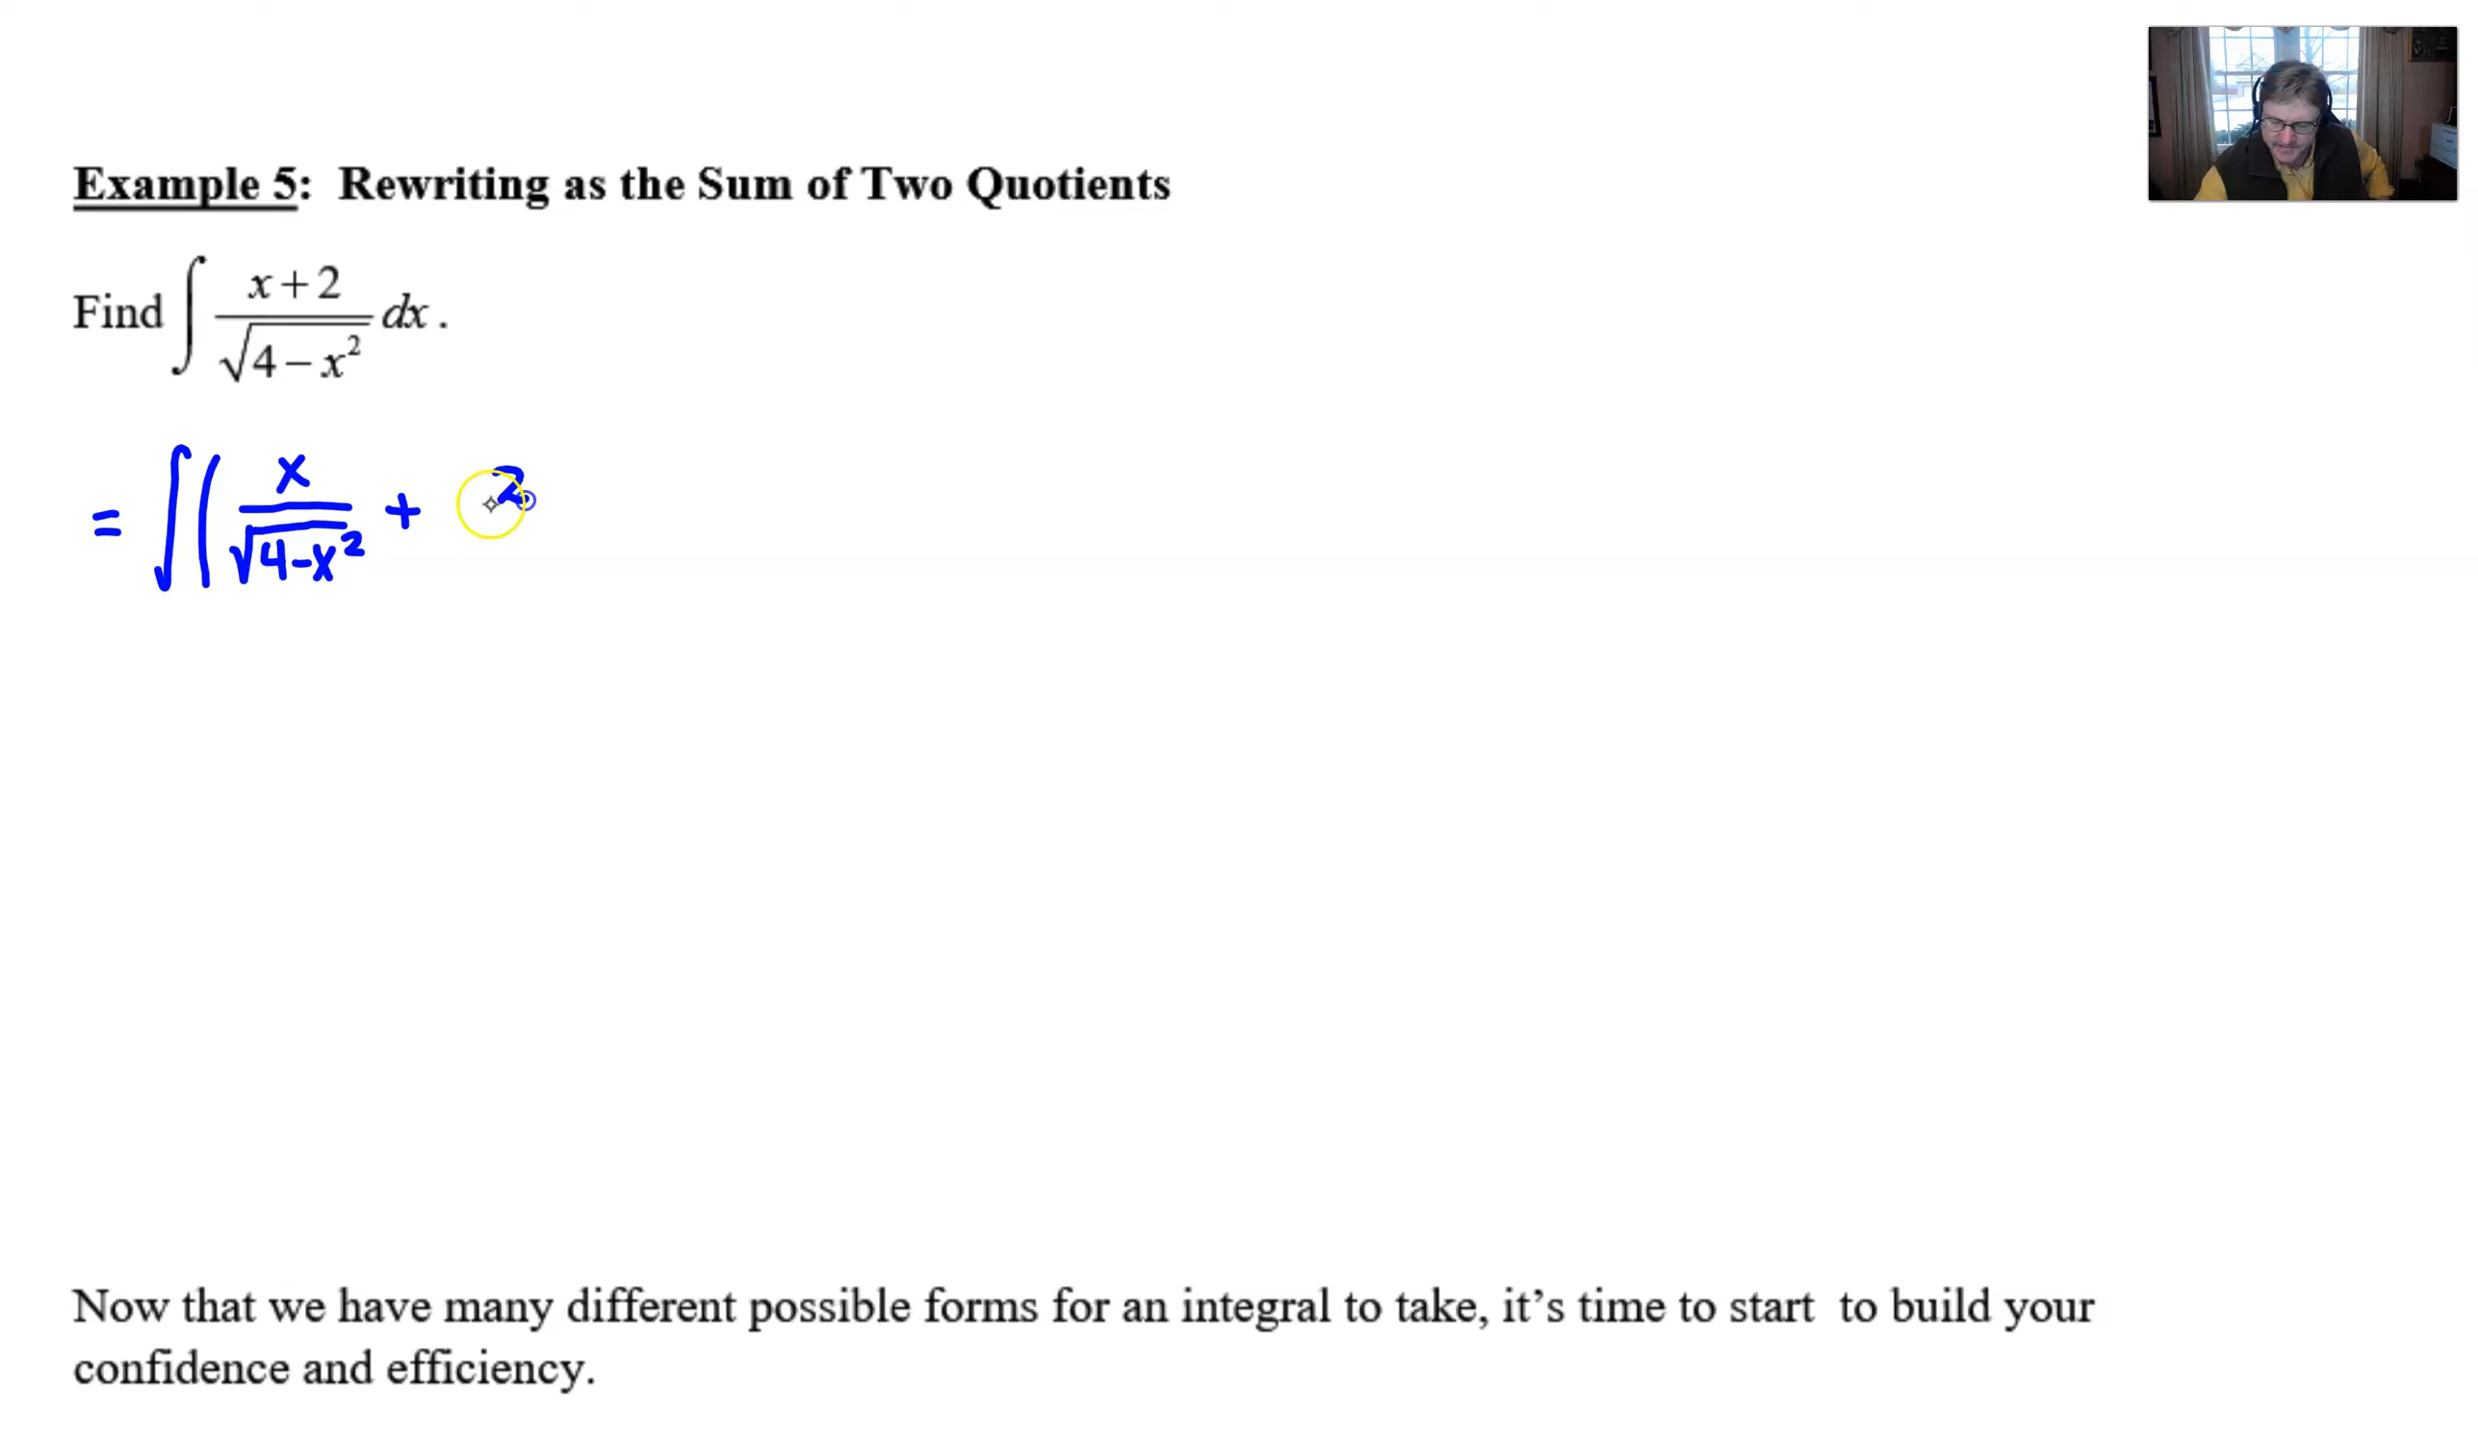 Example 5: Rewriting as the Sum of Two Quotients
Find ∫ (x+2)/√(4−x²) dx.
= ∫( x/√(4-x²) + 2
Now that we have many different possible forms for an integral to take, it’s time to start to build your
confidence and efficiency.